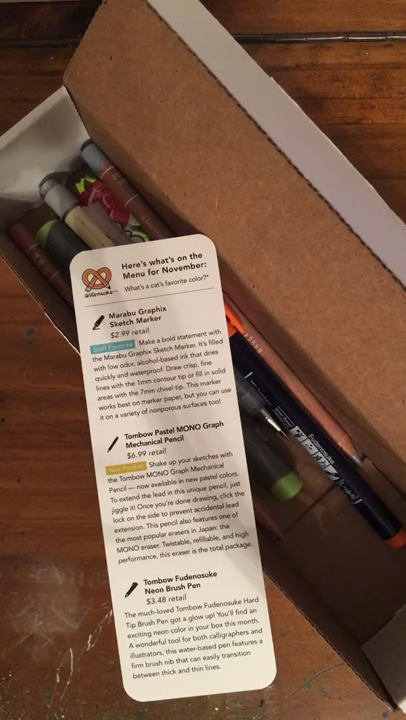 Here's what's on the
Menu for November:
What's a cat's favorite color?*
Marabu Graphix
Sketch Marker
$2.99 retail
Staff Favorite Make a bold statement with
the Marabu Graphix Sketch Marker. It's filled
with low odor, alcohol-based ink that dries
quickly and waterproof. Draw crisp, fine
lines with the 1mm contour tip or fill in solid
areas with the 7mm chisel tip. This marker
works best on marker paper, but you can use
it on a variety of nonporous surfaces too!
Tombow Pastel MONO Graph
Mechanical Pencil
$6.99 retail
New Product Shake up your sketches with
the Tombow MONO Graph Mechanical
Pencil — now available in new pastel colors.
To extend the lead in this unique pencil, just
jiggle it! Once you're done drawing, click the
lock on the side to prevent accidental lead
extension. This pencil also features one of
the most popular erasers in Japan: the
MONO eraser. Twistable, refillable, and high
performance, this eraser is the total package.
Tombow Fudenosuke
Neon Brush Pen
$3.48 retail
The much-loved Tombow Fudenosuke Hard
Tip Brush Pen got a glow up! You'll find an
exciting neon color in your box this month.
A wonderful tool for both calligraphers and
illustrators, this water-based pen features a
firm brush nib that can easily transition
between thick and thin lines.